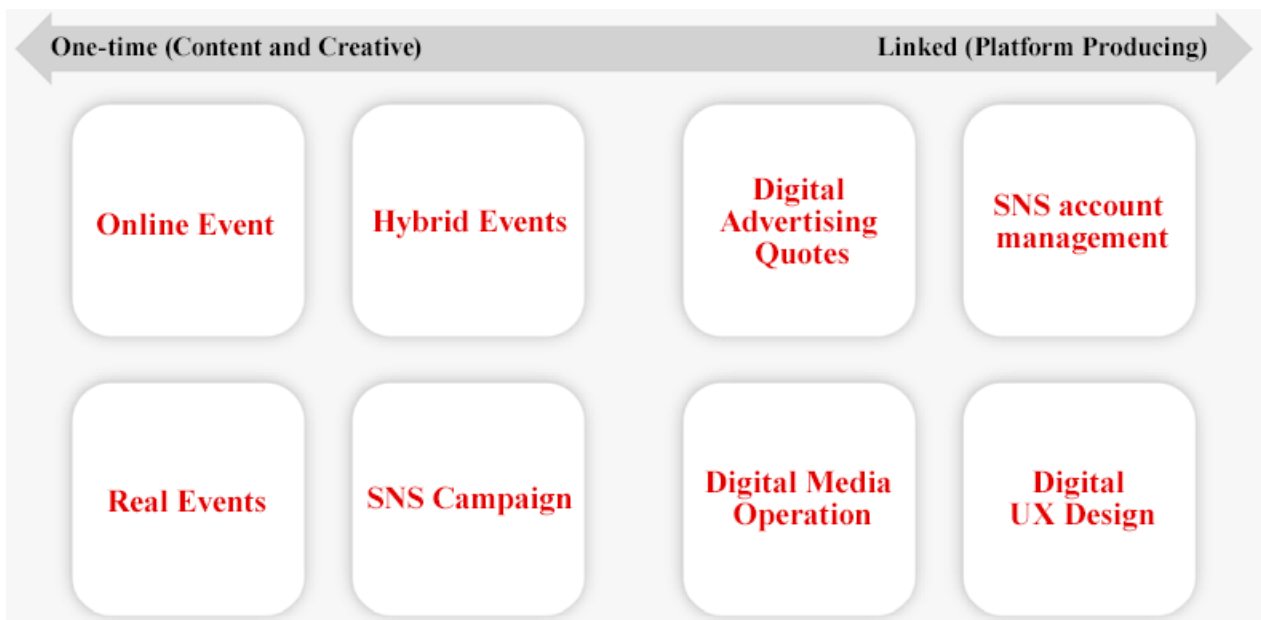 One-time (Content and Creative)
Linked (Platform Producing)
Online Event
Hybrid Events
Digital
Advertising
Quotes
SNS account
management
Real Events
SNS Campaign
Digital Media
Operation
Digital
UX Design